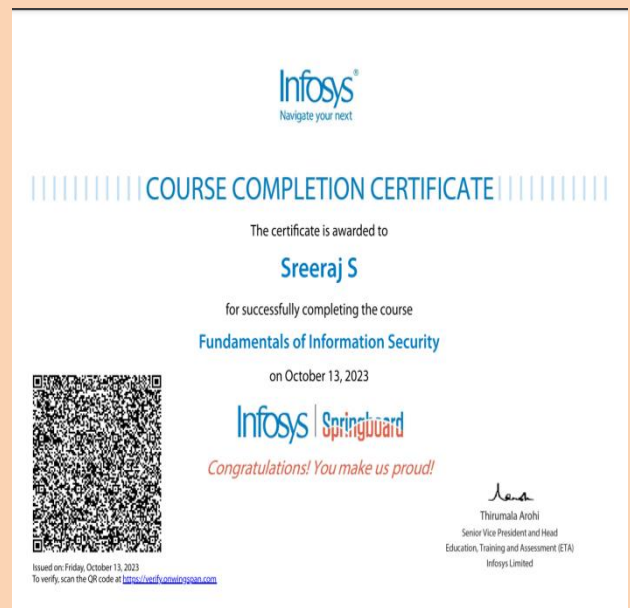 Infosys®
Navigate your next
COURSE COMPLETION CERTIFICATE
The certificate is awarded to
Sreeraj S
for successfully completing the course
Fundamentals of Information Security
on October 13, 2023
Infosys | Springboard
Congratulations! You make us proud!
Thirumala Arohi
Senior Vice President and Head
Education, Training and Assessment (ETA)
Infosys Limited
Issued on: Friday, October 13, 2023
To verify, scan the QR code at https://verify.onwingspan.com